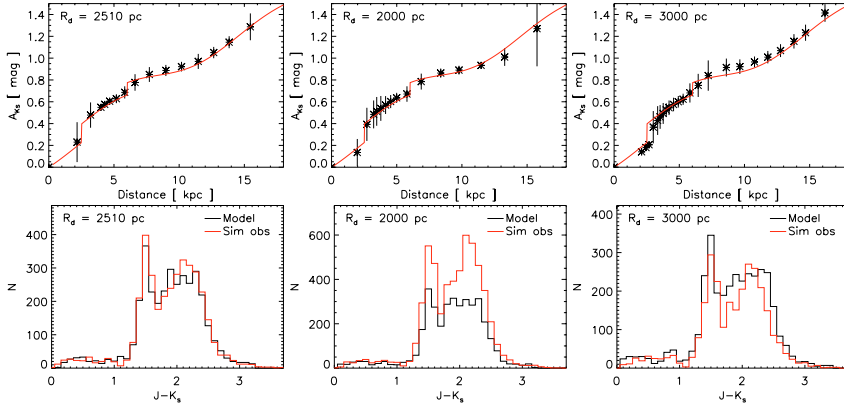 R_d = 2510 pc
R_d = 2000 pc
R_d = 3000 pc
A_Ks [ mag ]
A_Ks [ mag ]
A_Ks [ mag ]
1.4
1.2
1.0
0.8
0.6
0.4
0.2
0.0
1.4
1.2
1.0
0.8
0.6
0.4
0.2
0.0
1.4
1.2
1.0
0.8
0.6
0.4
0.2
0.0
0 5 10 15
0 5 10 15
0 5 10 15
Distance [ kpc ]
Distance [ kpc ]
Distance [ kpc ]
R_d = 2510 pc
Model
Sim obs
R_d = 2000 pc
Model
Sim obs
R_d = 3000 pc
Model
Sim obs
N
N
N
400
300
200
100
0
600
400
200
0
400
300
200
100
0
0 1 2 3
0 1 2 3
0 1 2 3
J-K_s
J-K_s
J-K_s